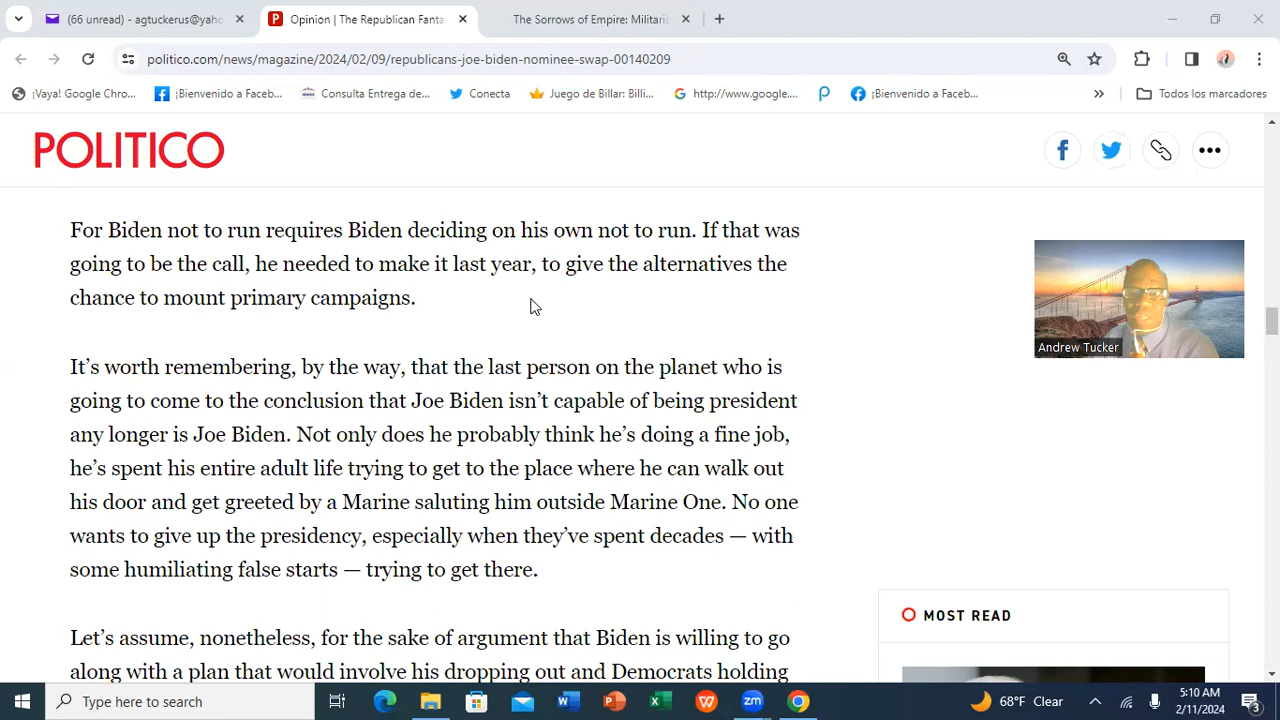 (66 unread) - agtuckerus@yaho
Opinion | The Republican Fanta
The Sorrows of Empire: Militaris
politico.com/news/magazine/2024/02/09/republicans-joe-biden-nominee-swap-00140209
¡Vaya! Google Chro...
¡Bienvenido a Faceb...
Consulta Entrega de...
Conecta
Juego de Billar: Billi...
http://www.google....
¡Bienvenido a Faceb...
»
Todos los marcadores
POLITICO
For Biden not to run requires Biden deciding on his own not to run. If that was
going to be the call, he needed to make it last year, to give the alternatives the
chance to mount primary campaigns.
Andrew Tucker
It's worth remembering, by the way, that the last person on the planet who is
going to come to the conclusion that Joe Biden isn't capable of being president
any longer is Joe Biden. Not only does he probably think he's doing a fine job,
he's spent his entire adult life trying to get to the place where he can walk out
his door and get greeted by a Marine saluting him outside Marine One. No one
wants to give up the presidency, especially when they've spent decades — with
some humiliating false starts — trying to get there.
MOST READ
Let's assume, nonetheless, for the sake of argument that Biden is willing to go
along with a plan that would involve his dropping out and Democrats holding
Type here to search
zm
68°F Clear
5:10 AM
2/11/2024
3